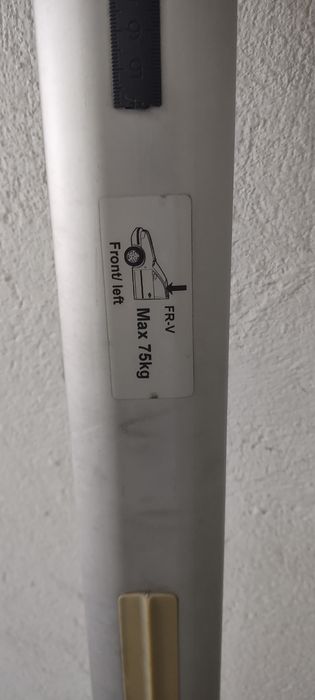 FR-V
Max 75kg
Front/ left